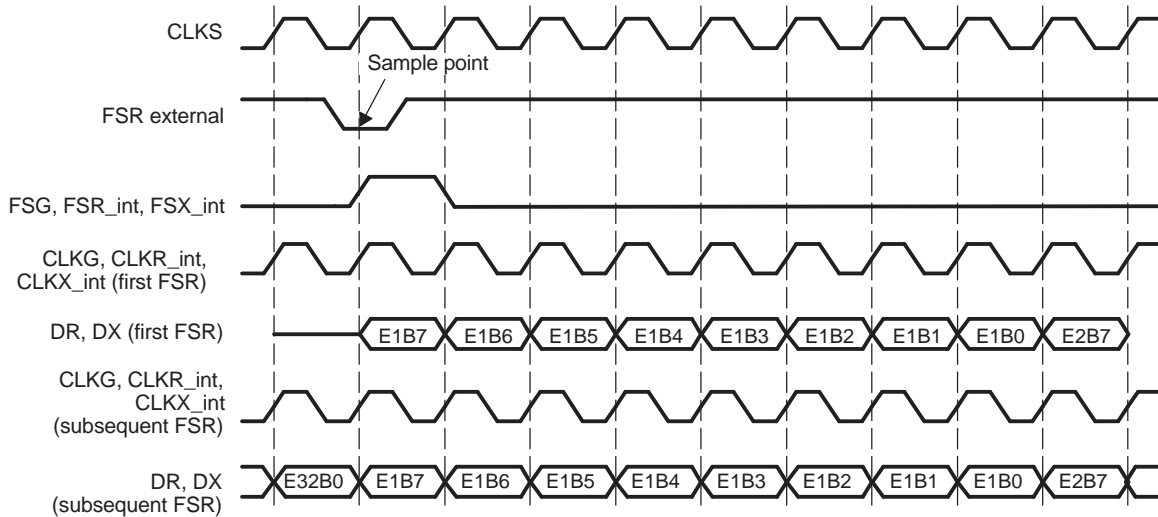 CLKS
Sample point
FSR external
FSG, FSR_int, FSX_int
CLKG, CLKR_int,
CLKX_int (first FSR)
DR, DX (first FSR)
E1B7 E1B6 E1B5 E1B4 E1B3 E1B2 E1B1 E1B0 E2B7
CLKG, CLKR_int,
CLKX_int
(subsequent FSR)
DR, DX
(subsequent FSR)
E32B0 E1B7 E1B6 E1B5 E1B4 E1B3 E1B2 E1B1 E1B0 E2B7